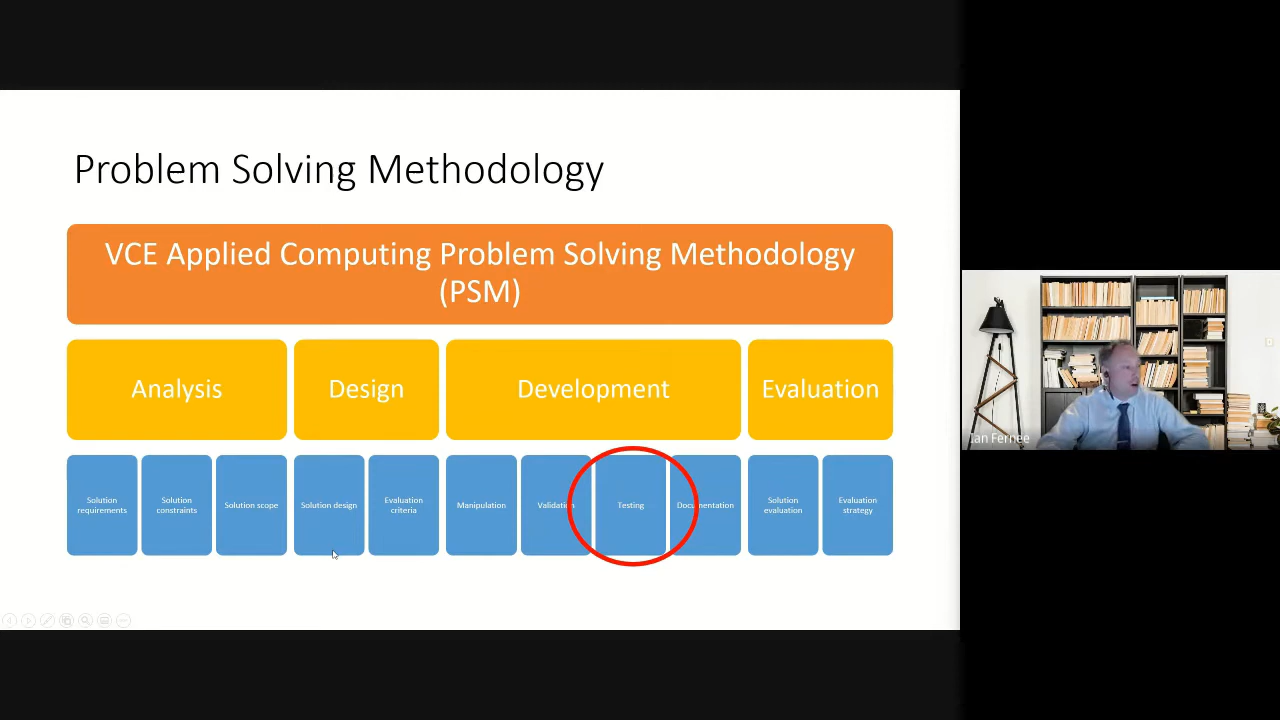 Problem Solving Methodology
VCE Applied Computing Problem Solving Methodology
(PSM)
Analysis
Design
Development
Evaluation
Solution
requirements
Solution
constraints
Solution scope
Solution design
Evaluation
criteria
Manipulation
Validation
Testing
Documentation
Solution
evaluation
Evaluation
strategy
Ian Fernee